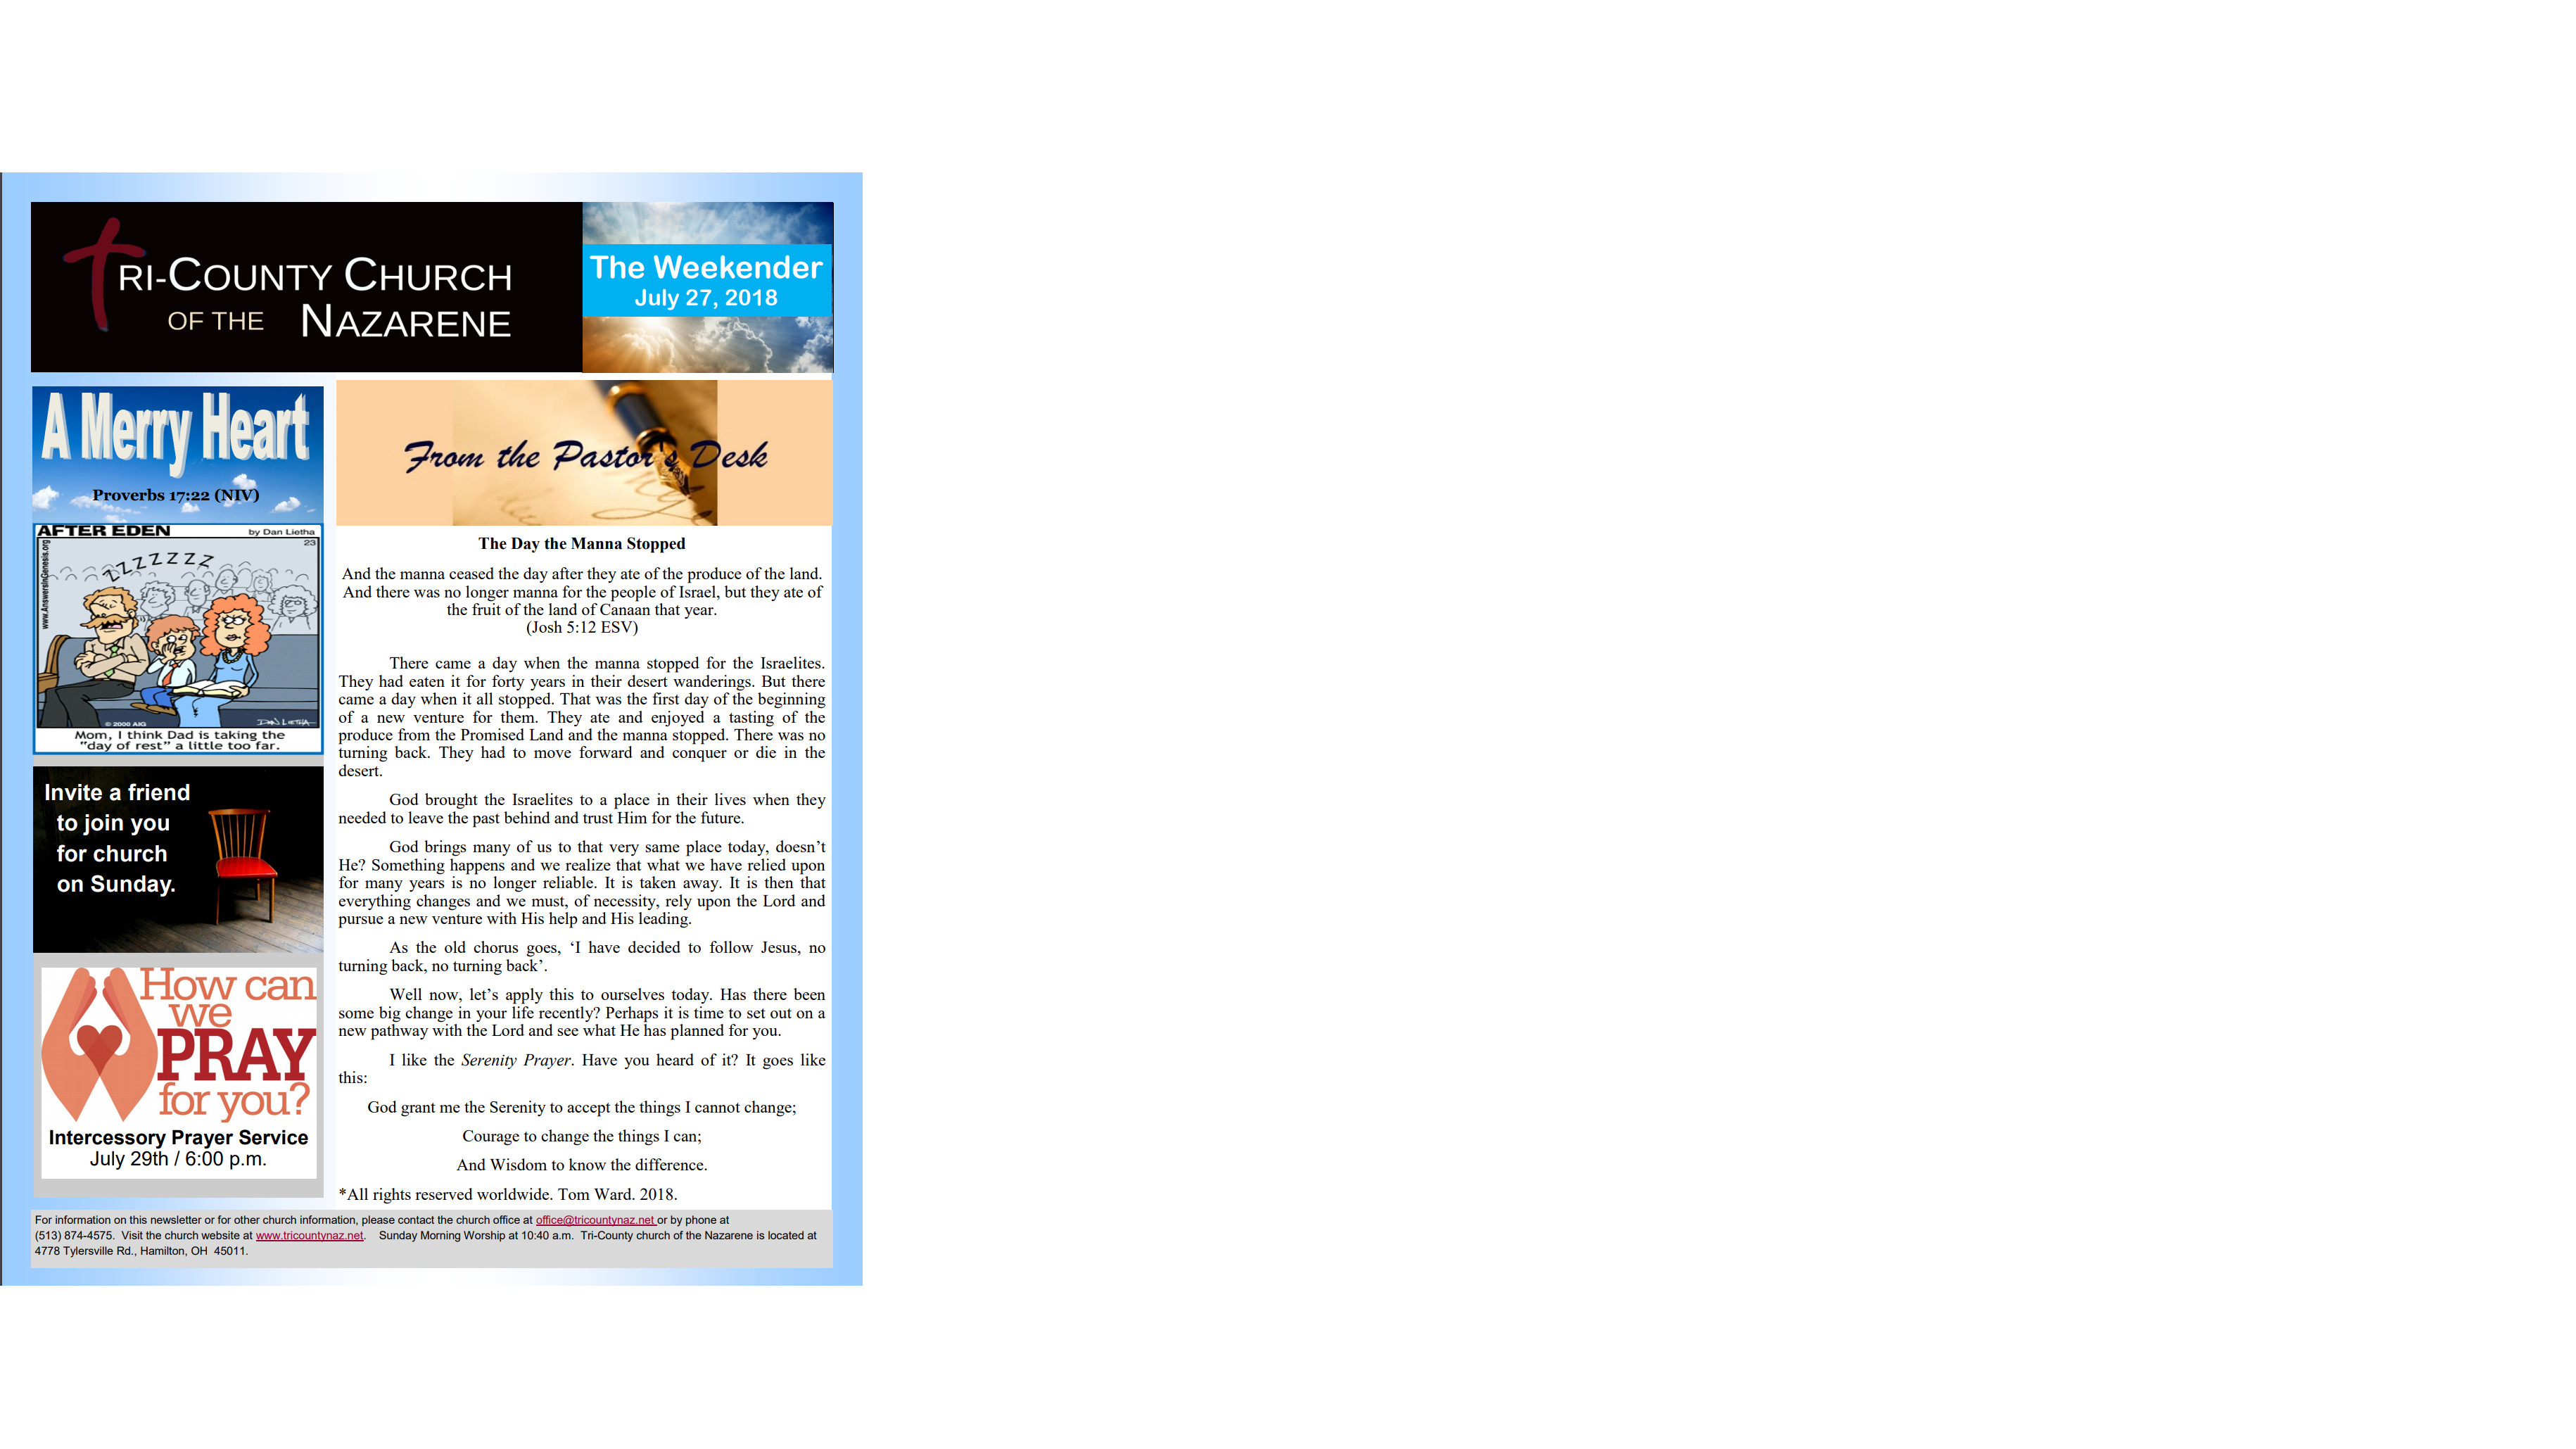 TRI-COUNTY CHURCH
OF THE NAZARENE
The Weekender
July 27, 2018
A Merry Heart
Proverbs 17:22 (NIV)
AFTER EDEN by Dan Lietha
23
www.AnswersInGenesis.org
ZZZZZZZ
© 2000 AIG
DAN LIETHA
Mom, I think Dad is taking the
"day of rest" a little too far.
Invite a friend
to join you
for church
on Sunday.
How can
we
PRAY
for you?
Intercessory Prayer Service
July 29th / 6:00 p.m.
From the Pastor's Desk
The Day the Manna Stopped
And the manna ceased the day after they ate of the produce of the land.
And there was no longer manna for the people of Israel, but they ate of
the fruit of the land of Canaan that year.
(Josh 5:12 ESV)
There came a day when the manna stopped for the Israelites.
They had eaten it for forty years in their desert wanderings. But there
came a day when it all stopped. That was the first day of the beginning
of a new venture for them. They ate and enjoyed a tasting of the
produce from the Promised Land and the manna stopped. There was no
turning back. They had to move forward and conquer or die in the
desert.
God brought the Israelites to a place in their lives when they
needed to leave the past behind and trust Him for the future.
God brings many of us to that very same place today, doesn’t
He? Something happens and we realize that what we have relied upon
for many years is no longer reliable. It is taken away. It is then that
everything changes and we must, of necessity, rely upon the Lord and
pursue a new venture with His help and His leading.
As the old chorus goes, ‘I have decided to follow Jesus, no
turning back, no turning back’.
Well now, let’s apply this to ourselves today. Has there been
some big change in your life recently? Perhaps it is time to set out on a
new pathway with the Lord and see what He has planned for you.
I like the Serenity Prayer. Have you heard of it? It goes like
this:
God grant me the Serenity to accept the things I cannot change;
Courage to change the things I can;
And Wisdom to know the difference.
*All rights reserved worldwide. Tom Ward. 2018.
For information on this newsletter or for other church information, please contact the church office at office@tricountynaz.net or by phone at
(513) 874-4575. Visit the church website at www.tricountynaz.net. Sunday Morning Worship at 10:40 a.m. Tri-County church of the Nazarene is located at
4778 Tylersville Rd., Hamilton, OH 45011.